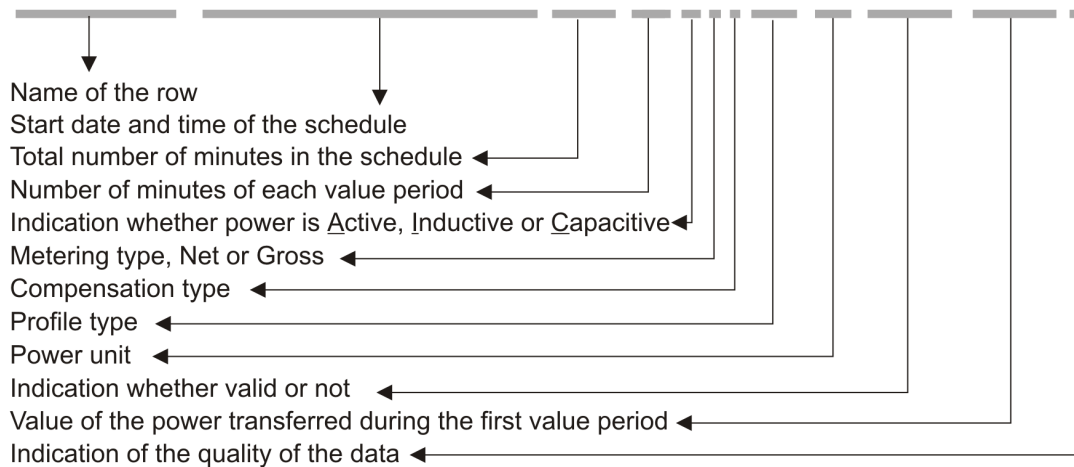 Name of the row
Start date and time of the schedule
Total number of minutes in the schedule
Number of minutes of each value period
Indication whether power is Active, Inductive or Capacitive
Metering type, Net or Gross
Compensation type
Profile type
Power unit
Indication whether valid or not
Value of the power transferred during the first value period
Indication of the quality of the data